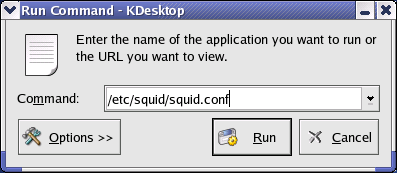 Run Command - KDesktop
Enter the name of the application you want to run or
the URL you want to view.
Command: /etc/squid/squid.conf
Options >> Run Cancel